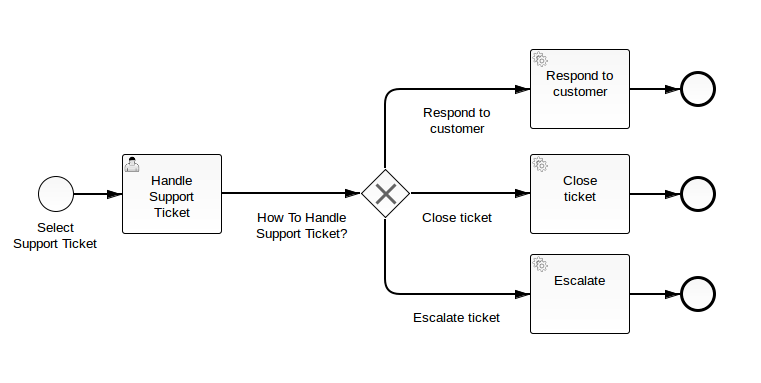 Select
Support Ticket
Handle
Support
Ticket
How To Handle
Support Ticket?
Respond to
customer
Respond to
customer
Close ticket
Close
ticket
Escalate ticket
Escalate